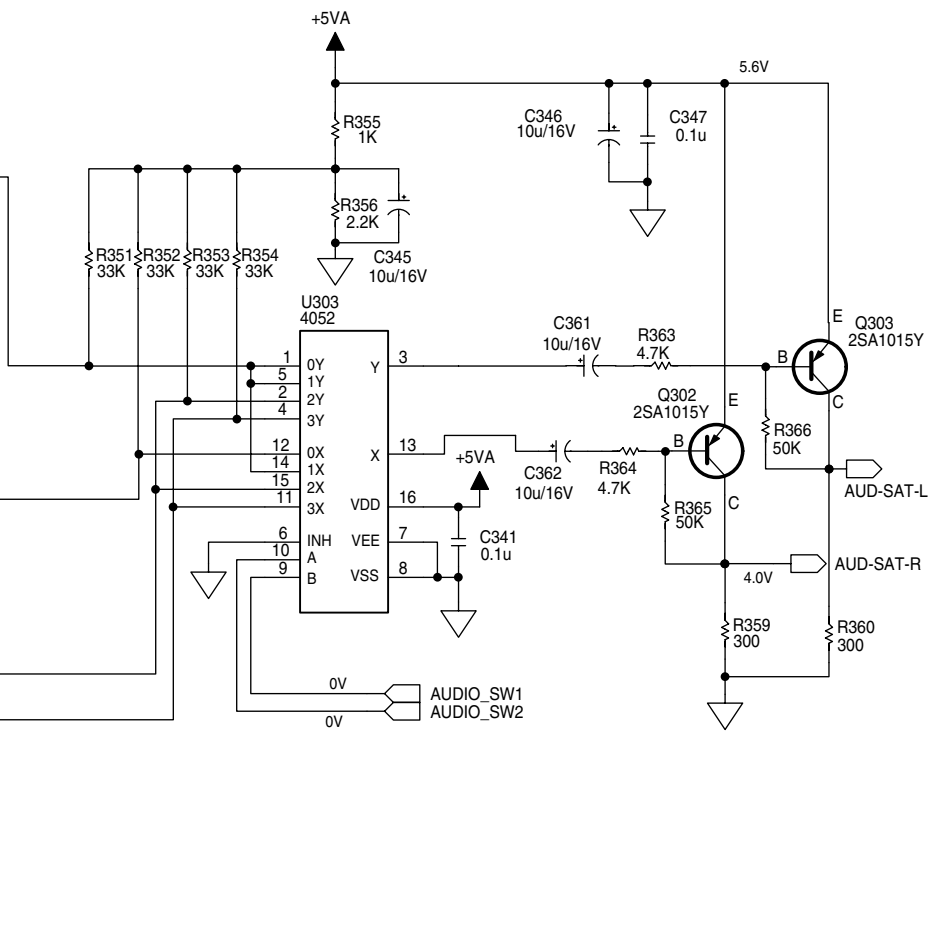 +5VA
5.6V
R355
1K
C346
10u/16V
C347
0.1u
R356
2.2K
C345
10u/16V
R351
33K
R352
33K
R353
33K
R354
33K
U303
4052
1
5
2
4
12
14
15
11
6
10
9
0Y
1Y
2Y
3Y
0X
1X
2X
3X
INH
A
B
Y
X
VDD
VEE
VSS
3
13
16
7
8
C361
10u/16V
R363
4.7K
E
Q303
2SA1015Y
B
C
Q302
2SA1015Y
E
B
C
R366
50K
+5VA
C362
10u/16V
R364
4.7K
R365
50K
AUD-SAT-L
C341
0.1u
AUD-SAT-R
4.0V
R359
300
R360
300
0V
AUDIO_SW1
AUDIO_SW2
0V